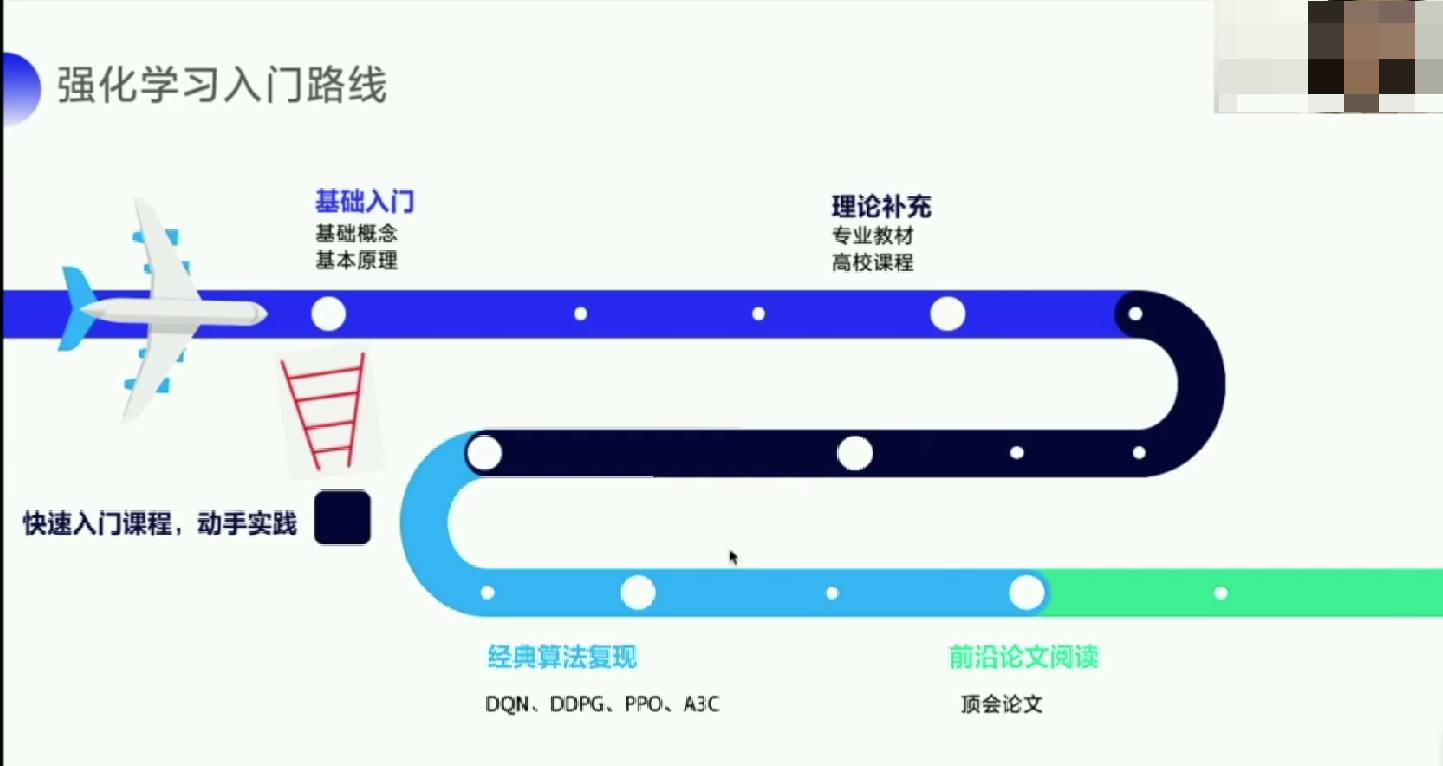 强化学习入门路线
基础入门
基础概念
基本原理
理论补充
专业教材
高校课程
快速入门课程，动手实践
经典算法复现
DQN、DDPG、PPO、A3C
前沿论文阅读
顶会论文